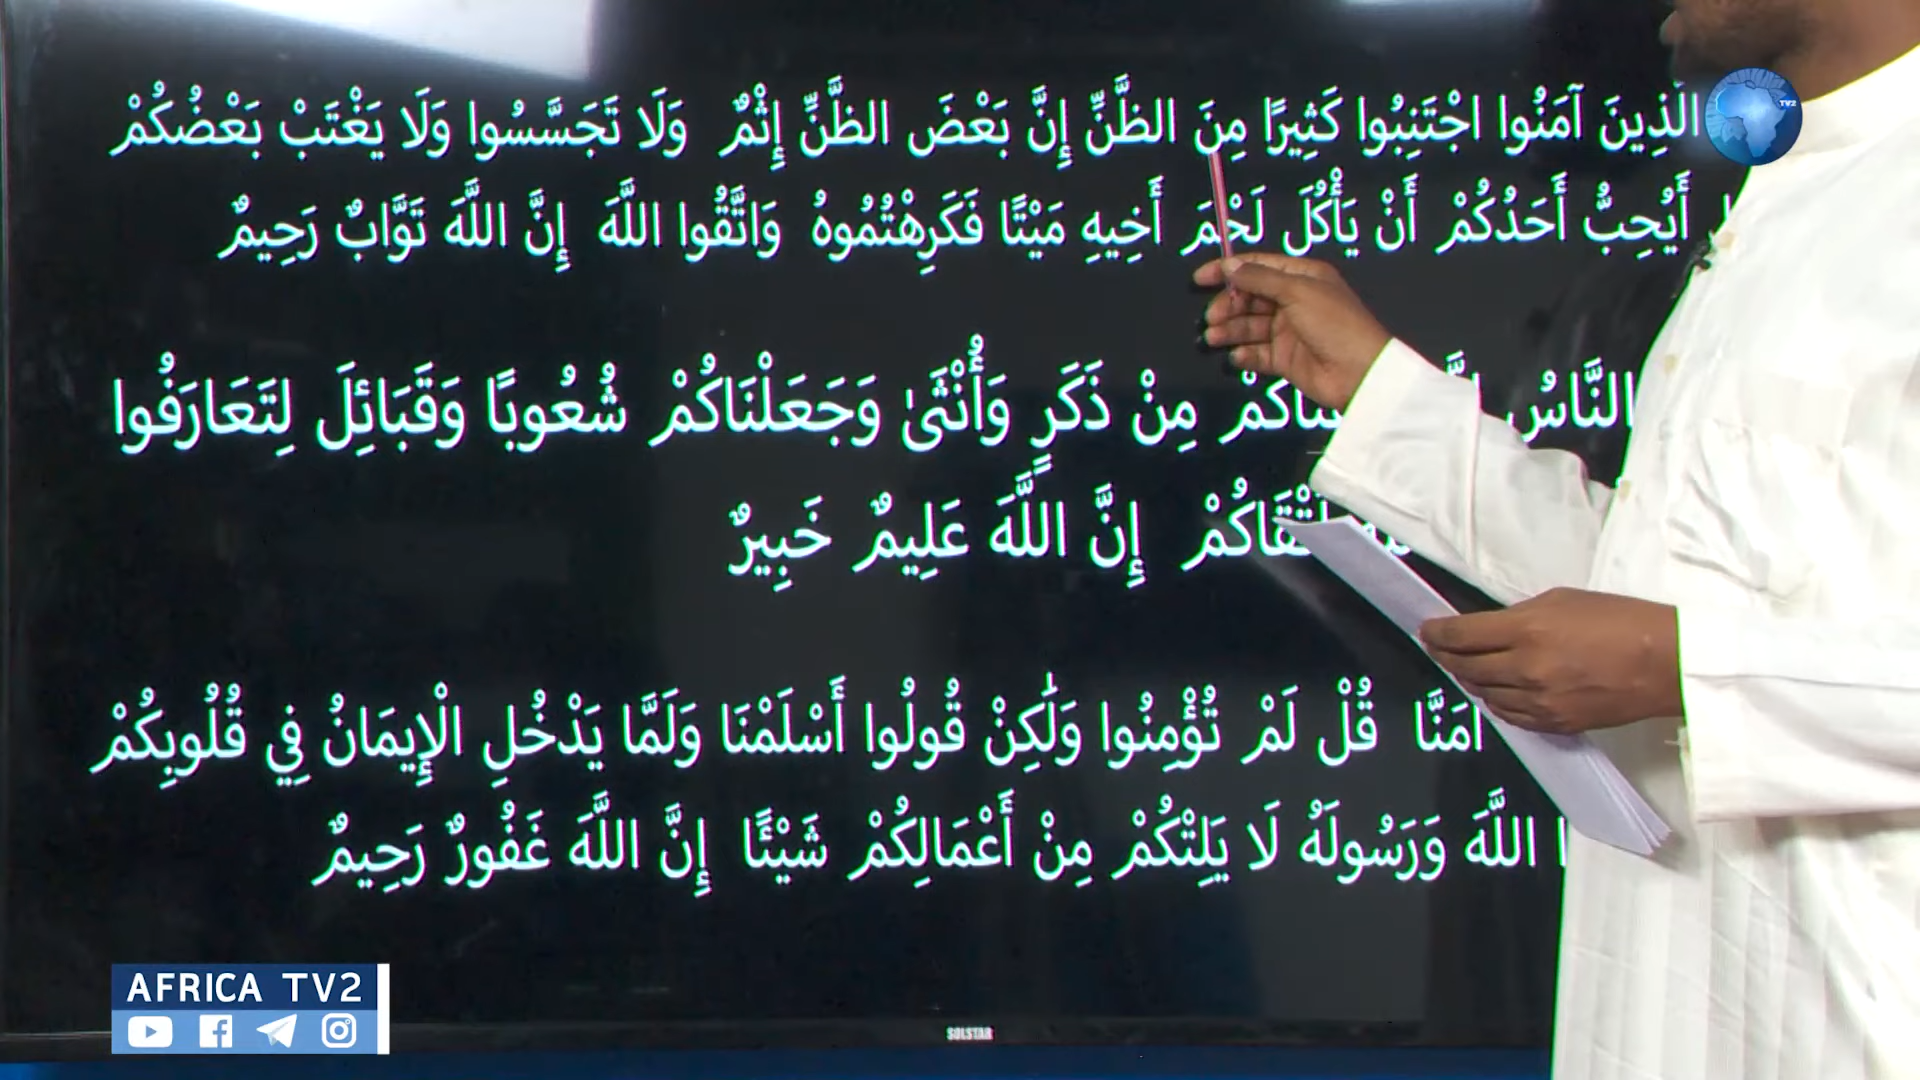 الَّذِينَ آمَنُوا اجْتَنِبُوا كَثِيرًا مِنَ الظَّنِّ إِنَّ بَعْضَ الظَّنِّ إِثْمٌ وَلَا تَجَسَّسُوا وَلَا يَغْتَبْ بَعْضُكُمْ
أَيُحِبُّ أَحَدُكُمْ أَنْ يَأْكُلَ لَحْمَ أَخِيهِ مَيْتًا فَكَرِهْتُمُوهُ وَاتَّقُوا اللَّهَ إِنَّ اللَّهَ تَوَّابٌ رَحِيمٌ
النَّاسُ مِنْ ذَكَرٍ وَأُنْثَىٰ وَجَعَلْنَاكُمْ شُعُوبًا وَقَبَائِلَ لِتَعَارَفُوا
إِنَّ اللَّهَ عَلِيمٌ خَبِيرٌ
قُلْ لَمْ تُؤْمِنُوا وَلَٰكِنْ قُولُوا أَسْلَمْنَا وَلَمَّا يَدْخُلِ الْإِيمَانُ فِي قُلُوبِكُمْ
اللَّهَ وَرَسُولَهُ لَا يَلِتْكُمْ مِنْ أَعْمَالِكُمْ شَيْئًا إِنَّ اللَّهَ غَفُورٌ رَحِيمٌ
TV2
AFRICA TV2
SOLSTAR